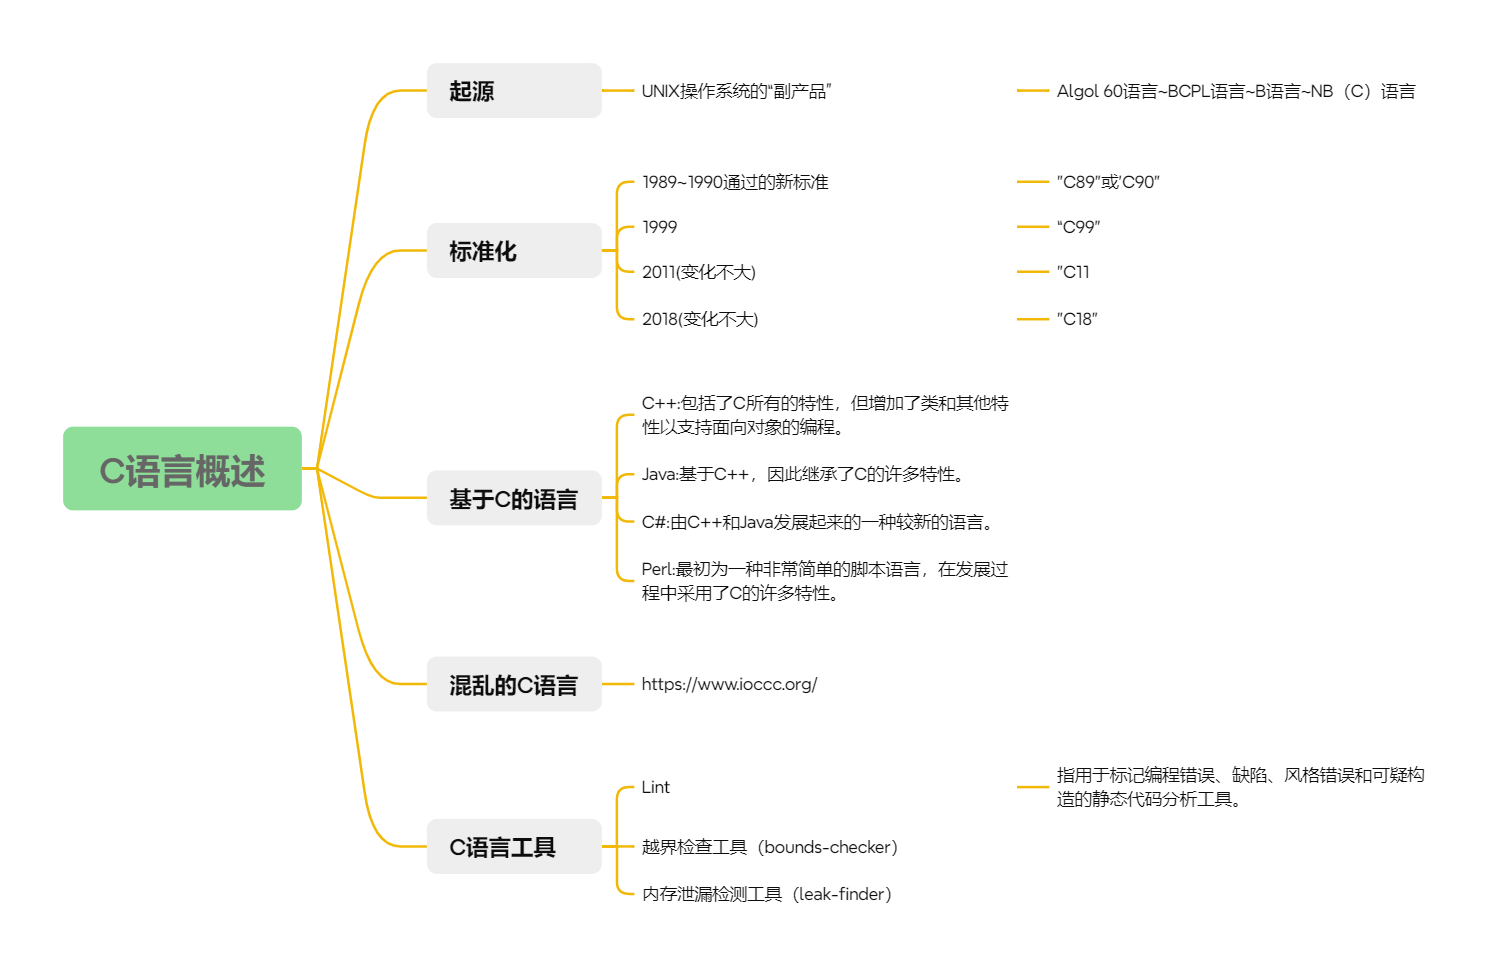 起源
UNIX操作系统的“副产品”
Algol 60语言~BCPL语言~B语言~NB（C）语言
1989~1990通过的新标准
"C89"或'C90"
1999
“C99”
标准化
2011(变化不大)
"C11
2018(变化不大)
"C18"
C++:包括了C所有的特性，但增加了类和其他特
性以支持面向对象的编程。
C语言概述
Java:基于C++，因此继承了C的许多特性。
基于C的语言
C#:由C++和Java发展起来的一种较新的语言。
Perl:最初为一种非常简单的脚本语言，在发展过
程中采用了C的许多特性。
混乱的C语言
https://www.ioccc.org/
Lint
指用于标记编程错误、缺陷、风格错误和可疑构
造的静态代码分析工具。
C语言工具
越界检查工具（bounds-checker）
内存泄漏检测工具（leak-finder）